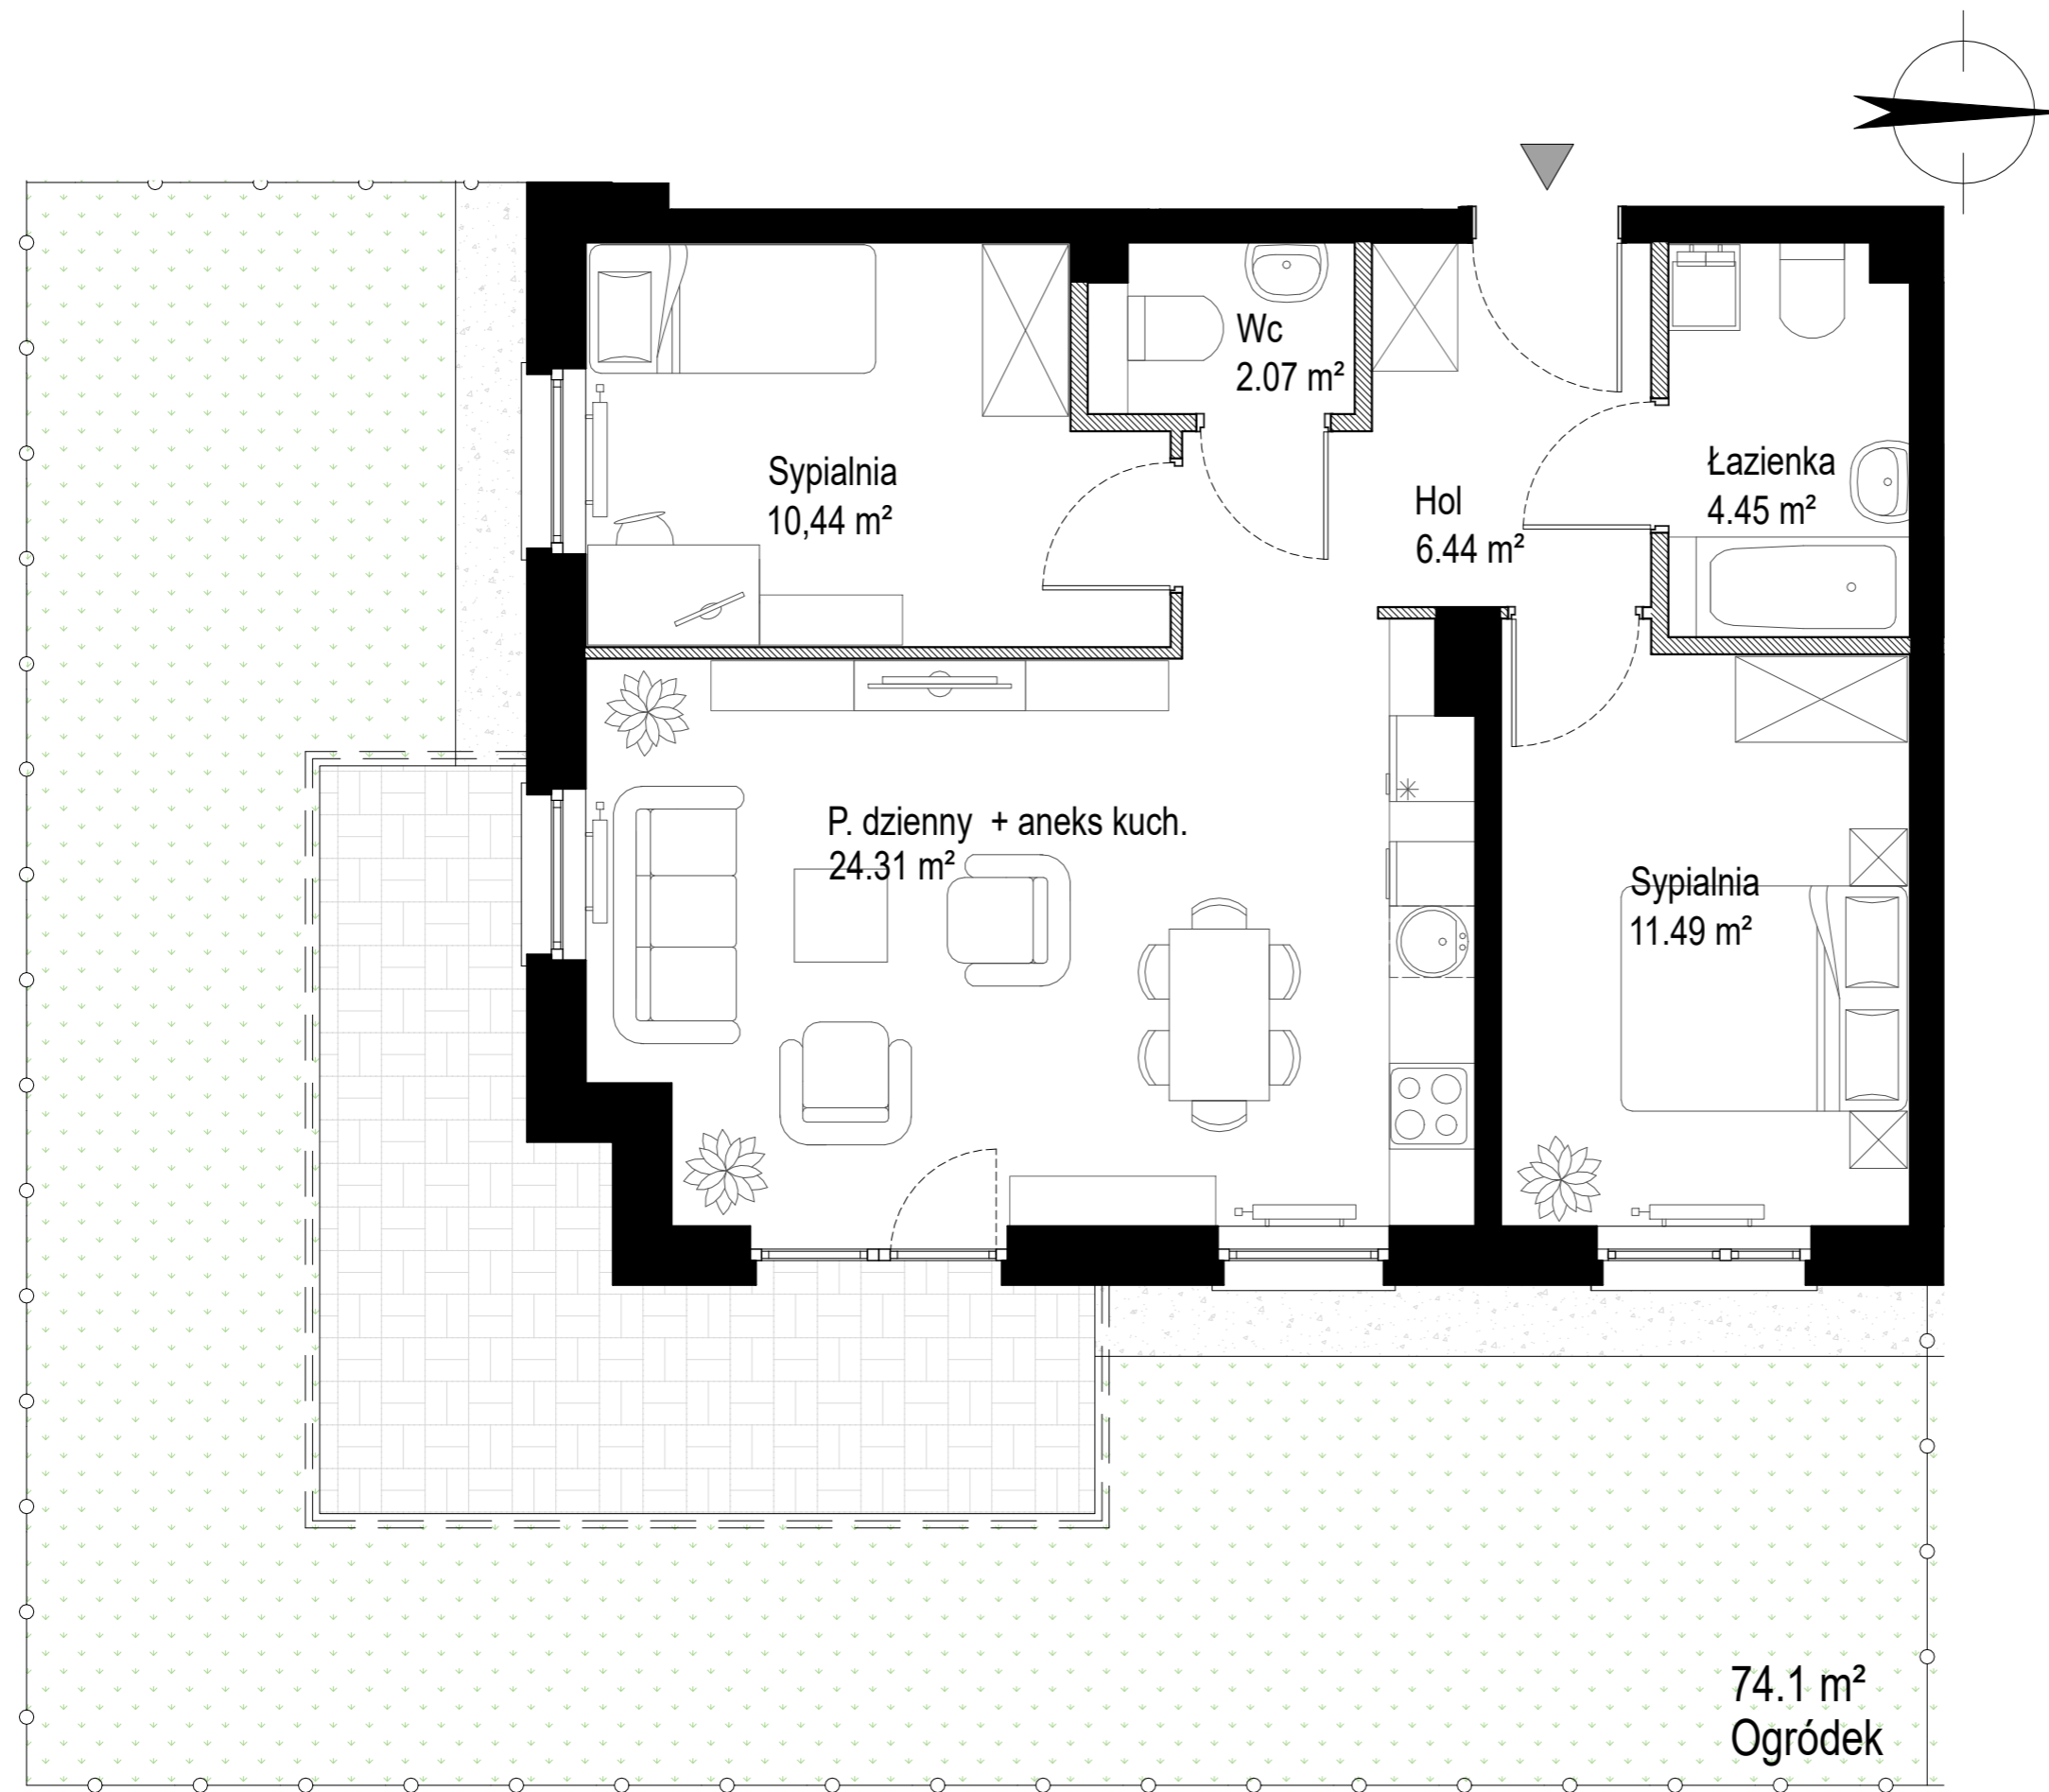 Wc
2.07 m²
Sypialnia
10,44 m²
Hol
6.44 m²
Łazienka
4.45 m²
P. dzienny + aneks kuch.
24.31 m²
Sypialnia
11.49 m²
74.1 m²
Ogródek